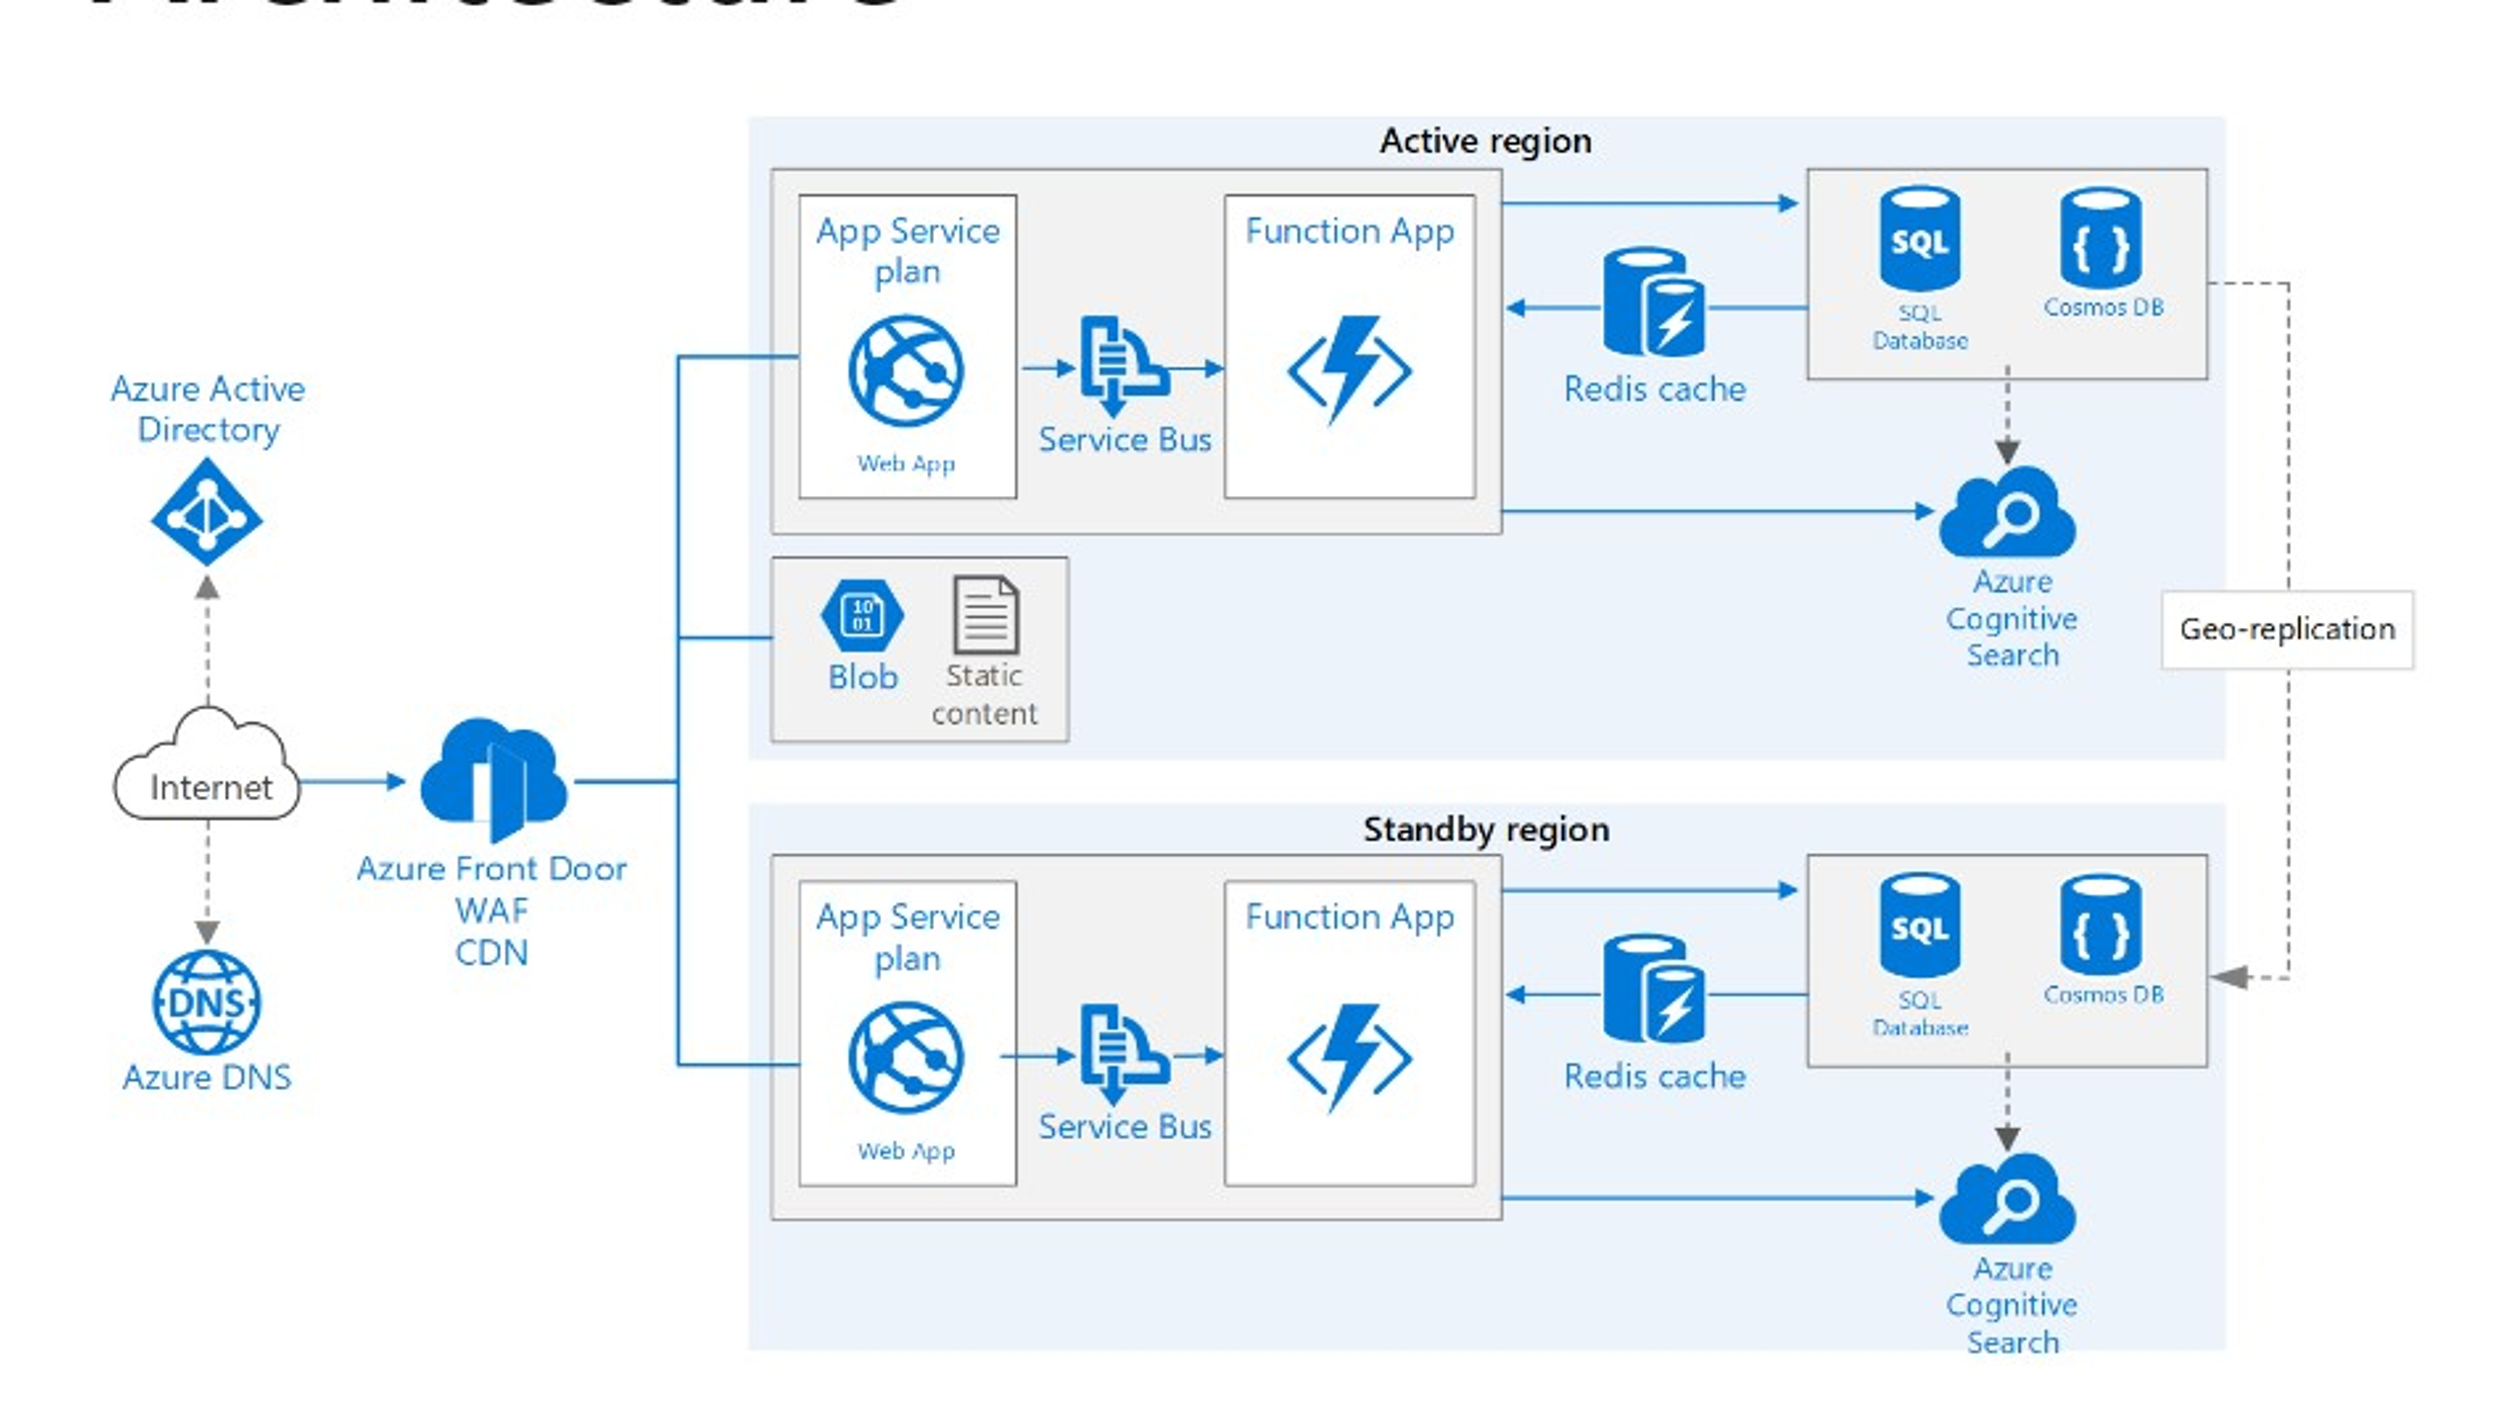 Architecture
Active region
App Service
plan
Web App
Service Bus
Function App
Redis cache
SQL
SQL
Database
{ }
Cosmos DB
Azure
Cognitive
Search
10
01
Blob
Static
content
Geo-replication
Azure Active
Directory
Internet
Azure Front Door
WAF
CDN
DNS
Azure DNS
Standby region
App Service
plan
Web App
Service Bus
Function App
Redis cache
SQL
SQL
Database
{ }
Cosmos DB
Azure
Cognitive
Search